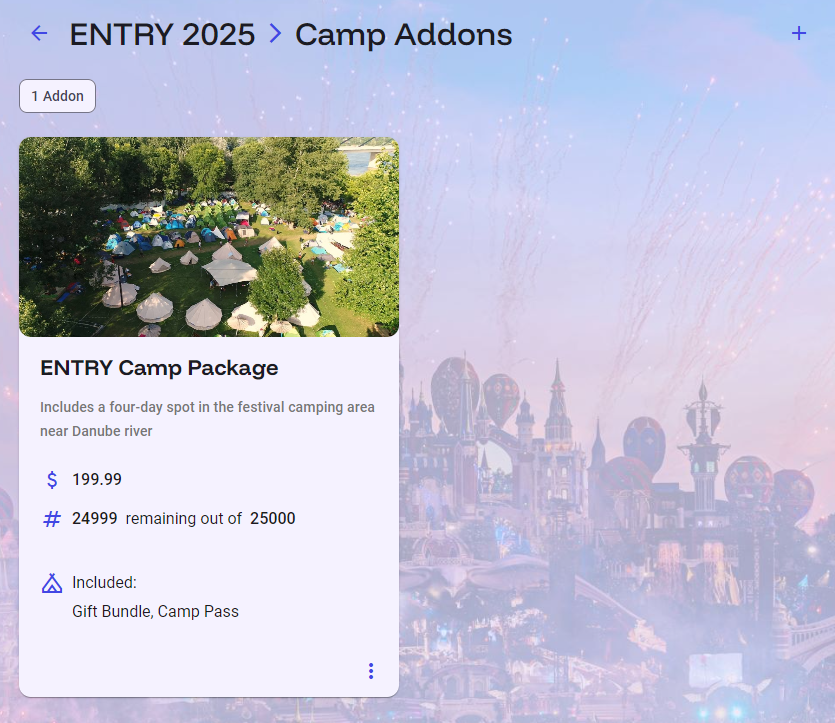 ENTRY 2025 > Camp Addons
1 Addon
ENTRY Camp Package
Includes a four-day spot in the festival camping area
near Danube river
$ 199.99
# 24999 remaining out of 25000
Included:
Gift Bundle, Camp Pass